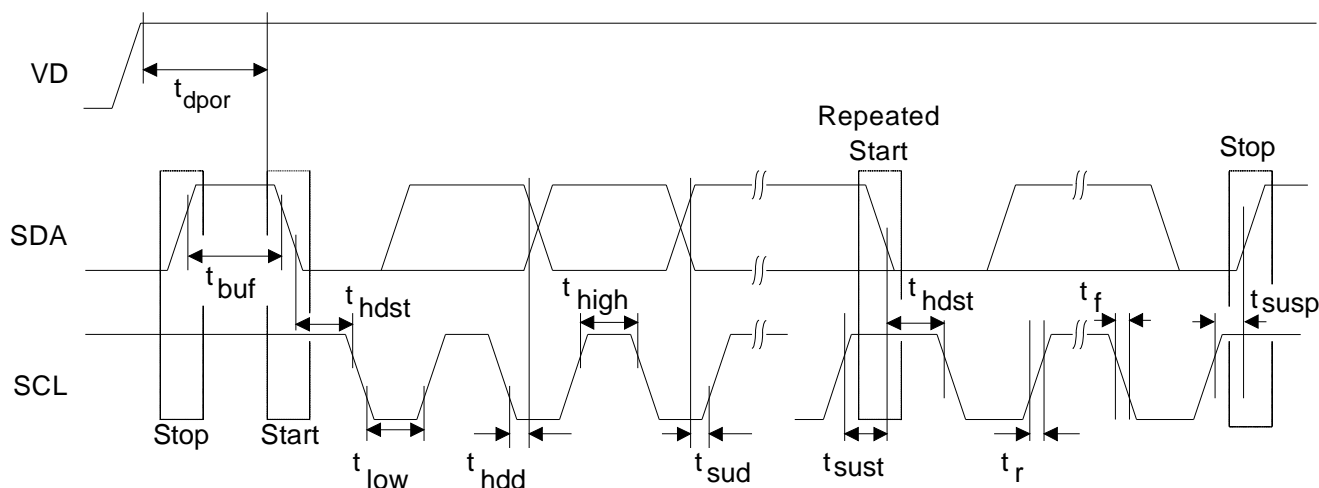 VD
t dpor
Repeated
Start
Stop
SDA
t buf
t hdst
t high
t hdst
t f
t susp
SCL
Stop
Start
t low
t hdd
t sud
t sust
t r